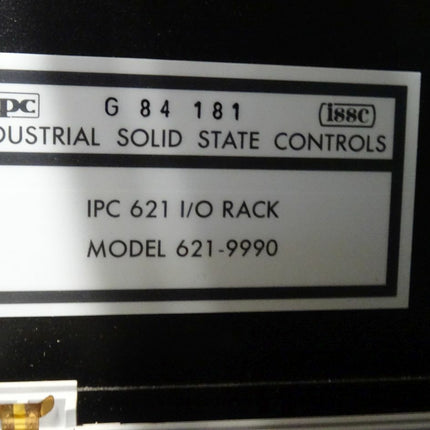 pc G 84 181 issc
DUSTRIAL SOLID STATE CONTROLS
IPC 621 I/O RACK
MODEL 621-9990